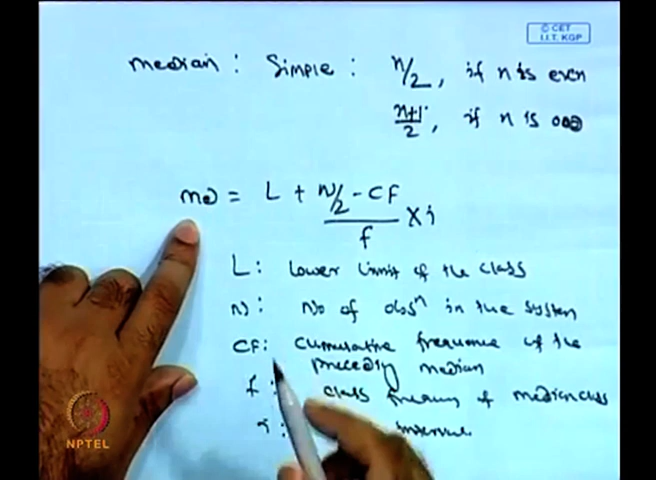 © CET
I.I.T. KGP
median : Simple : n/2, if n is even
n+1/2, if n is odd
md = L + N/2 - CF / f × i
L : Lower limit of the class
N : No of obsⁿ in the system
CF : cumulative frequency of the
preceding median
f : class frequency of median class
i : interval
NPTEL